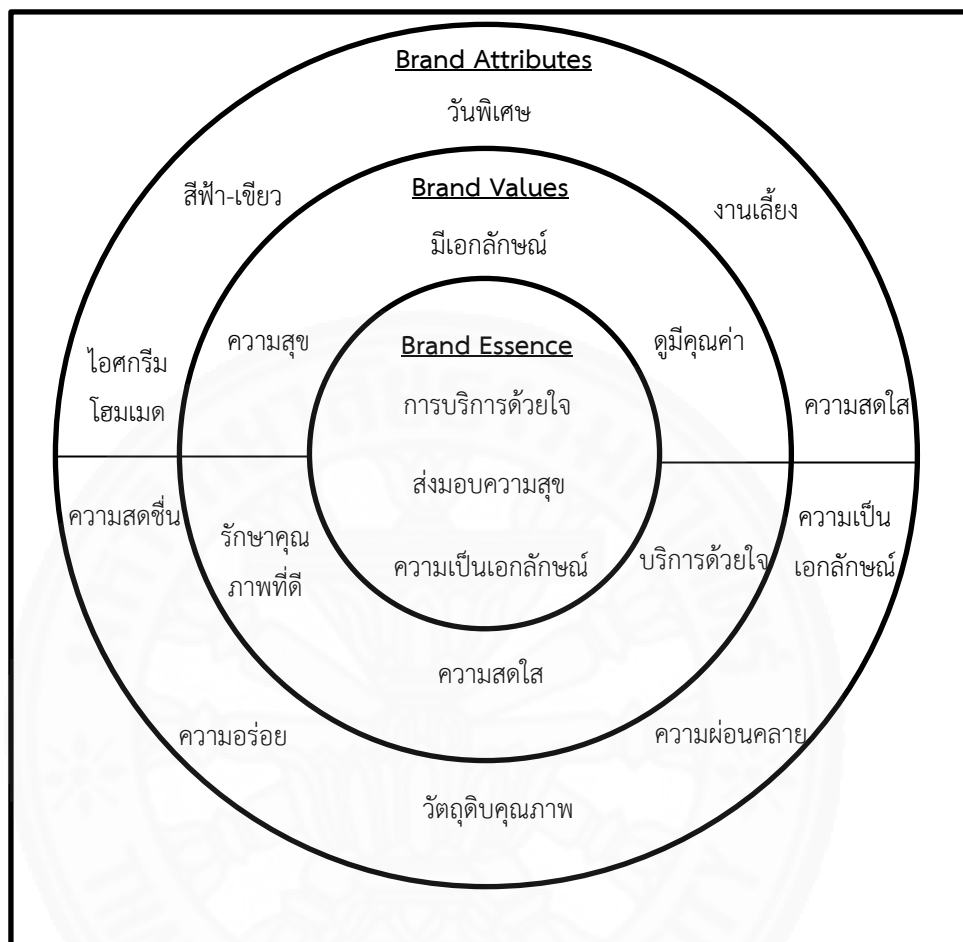 Brand Attributes
วันพิเศษ
สีฟ้า-เขียว
งานเลี้ยง
Brand Values
มีเอกลักษณ์
ความสุข
ดูมีคุณค่า
Brand Essence
ไอศกรีม
โฮมเมด
การบริการด้วยใจ
ความสดใส
ส่งมอบความสุข
ความสดชื่น
รักษาคุณ
ภาพที่ดี
ความเป็นเอกลักษณ์
บริการด้วยใจ
ความเป็น
เอกลักษณ์
ความสดใส
ความอร่อย
ความผ่อนคลาย
วัตถุดิบคุณภาพ